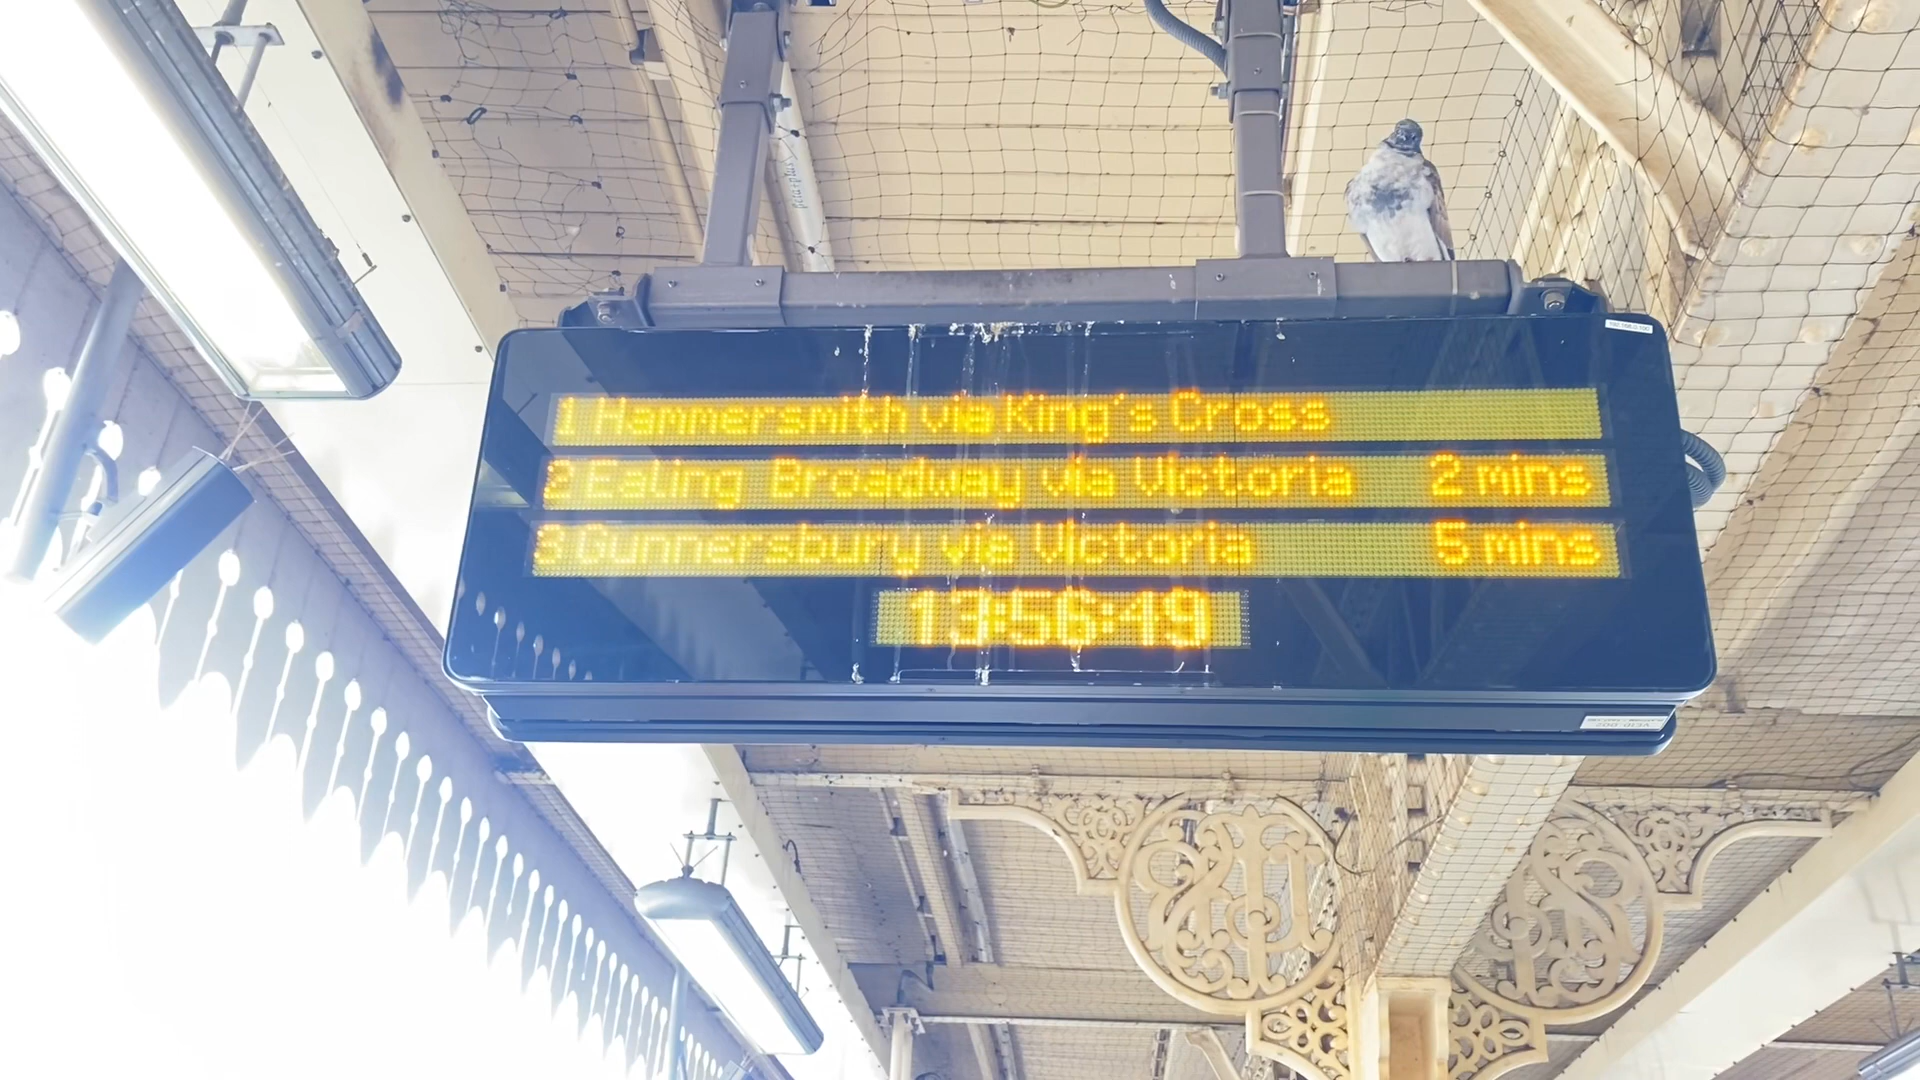 1 Hammersmith via King's Cross
2 Ealing Broadway via Victoria 2 mins
3 Gunnersbury via Victoria 5 mins
13:56:49